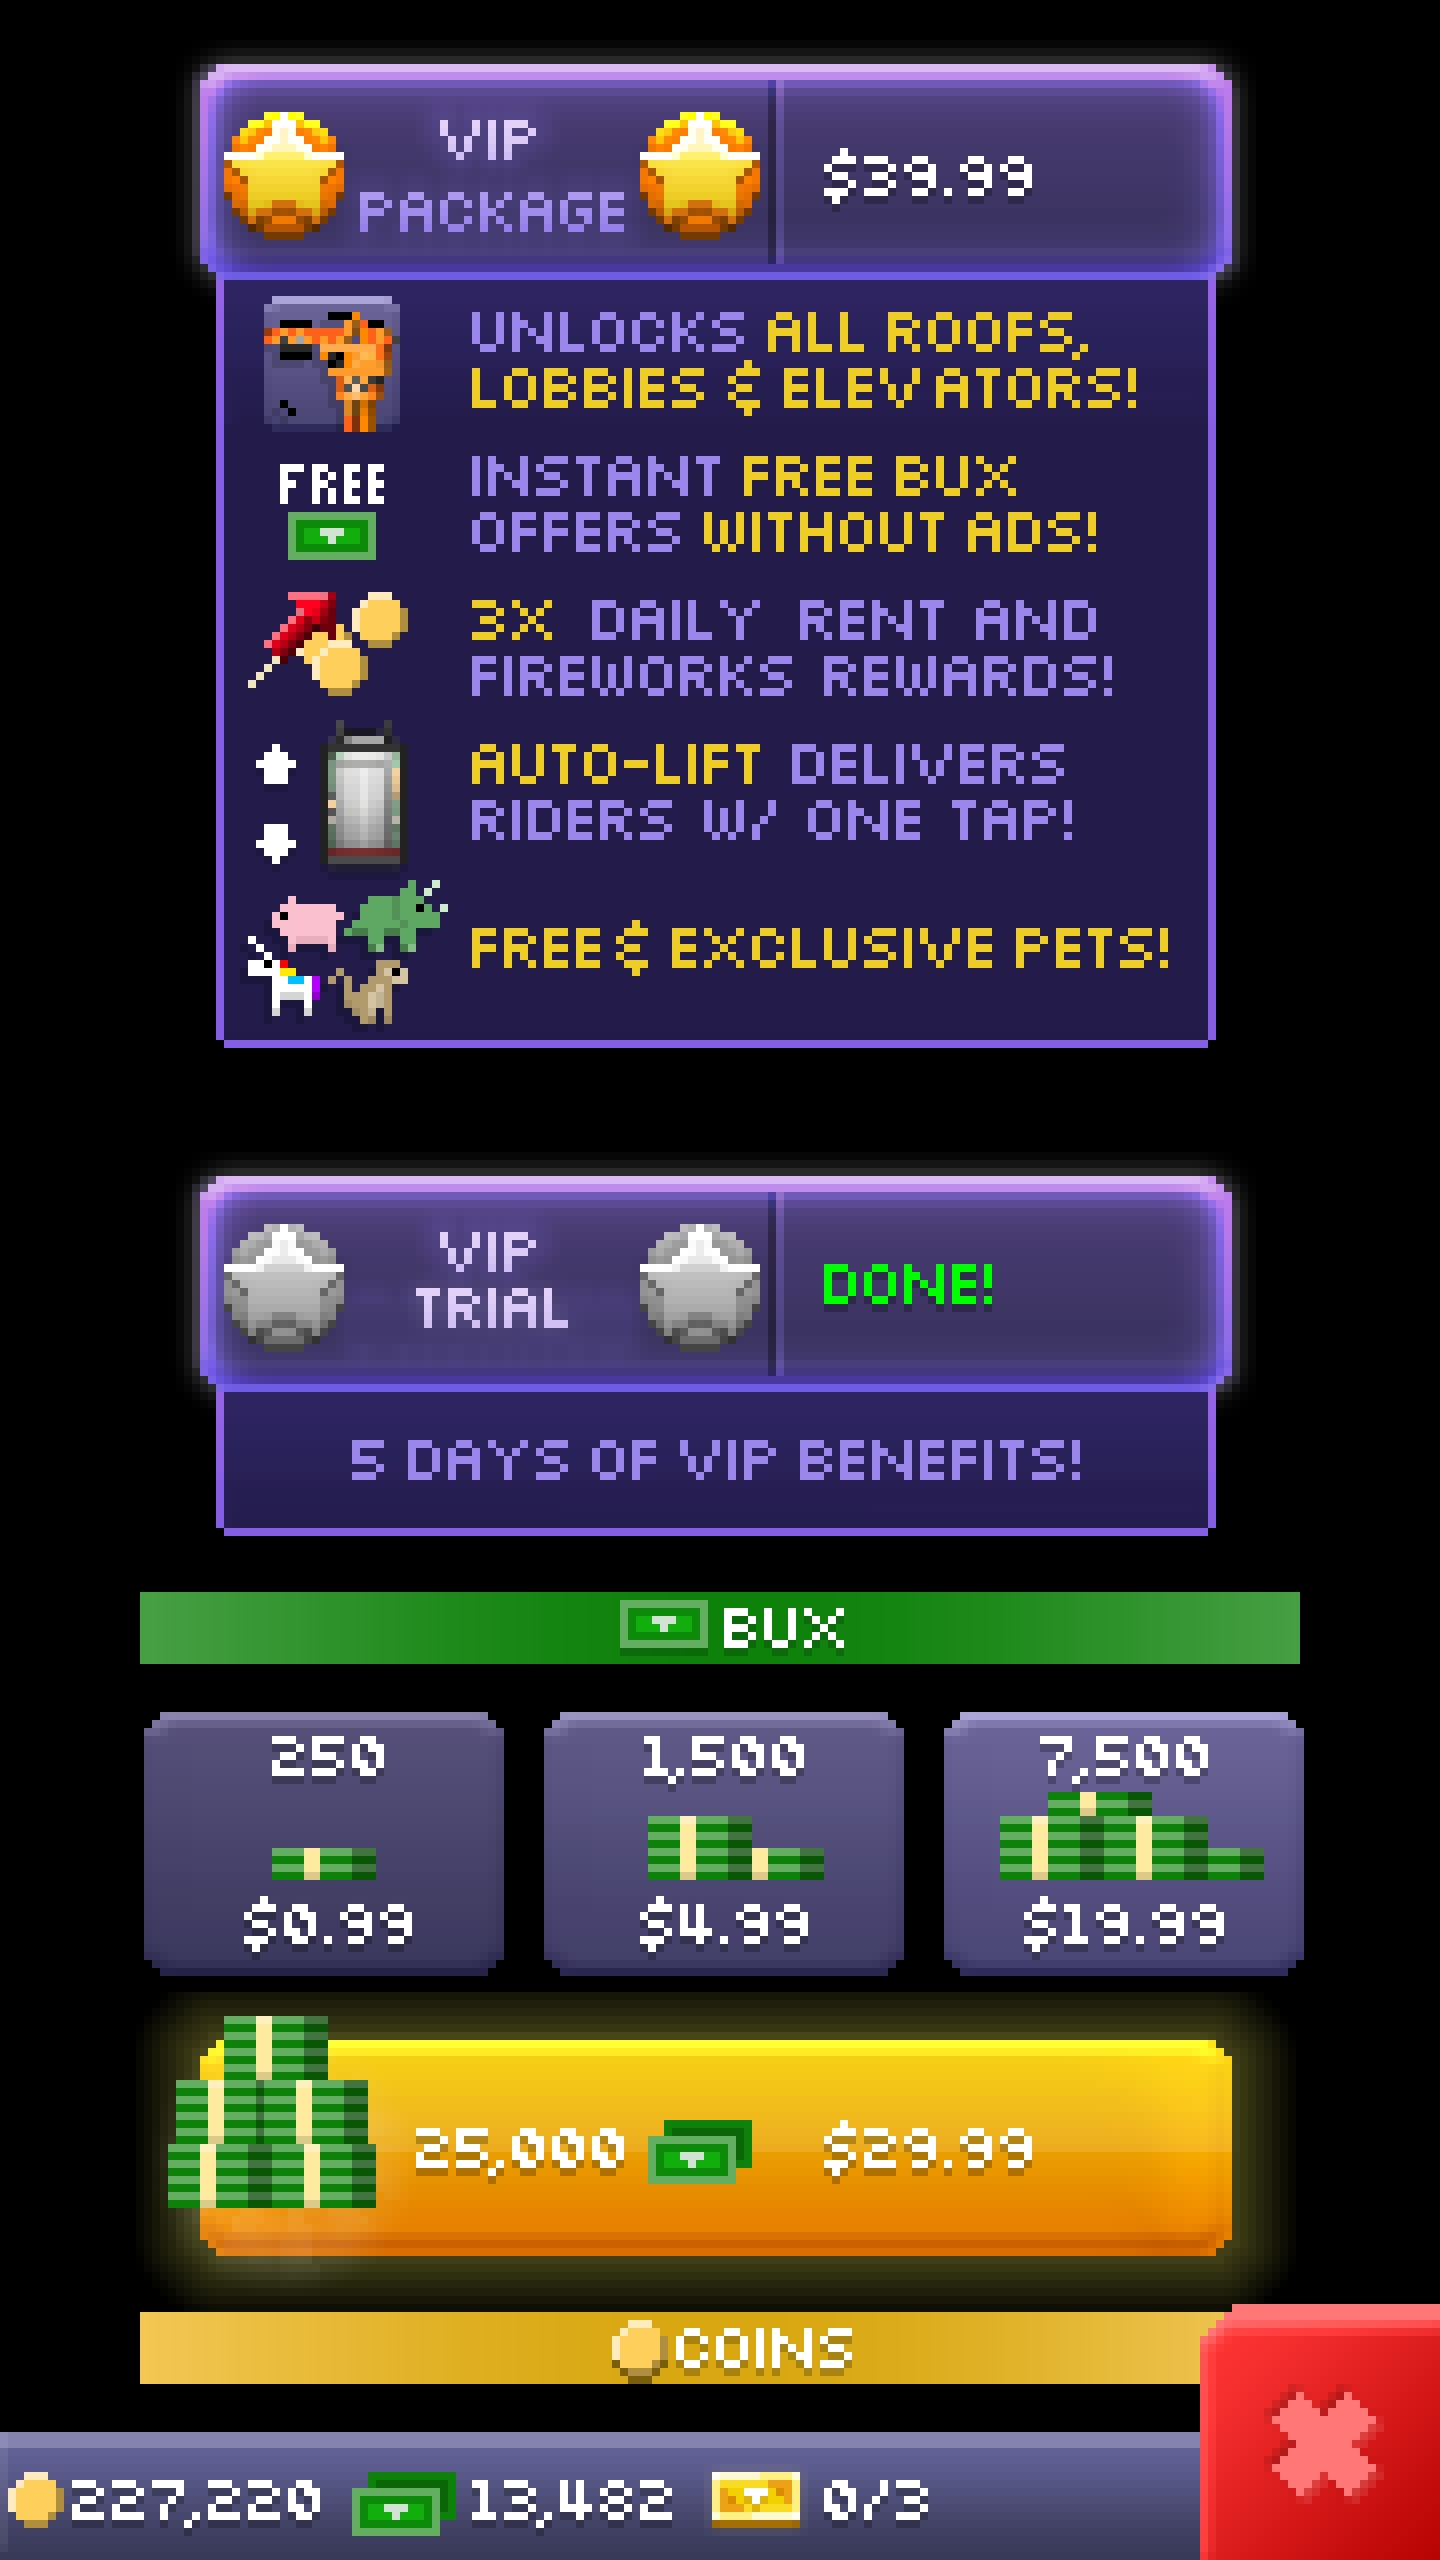 VIP
PACKAGE
$39.99
UNLOCKS ALL ROOFS,
LOBBIES & ELEVATORS!
FREE
INSTANT FREE BUX
OFFERS WITHOUT ADS!
3X DAILY RENT AND
FIREWORKS REWARDS!
AUTO-LIFT DELIVERS
RIDERS W/ ONE TAP!
FREE & EXCLUSIVE PETS!
VIP
TRIAL
DONE!
5 DAYS OF VIP BENEFITS!
BUX
250 1,500 7,500
$0.99 $4.99 $19.99
25,000 $29.99
COINS
227,220 13,482 0/3